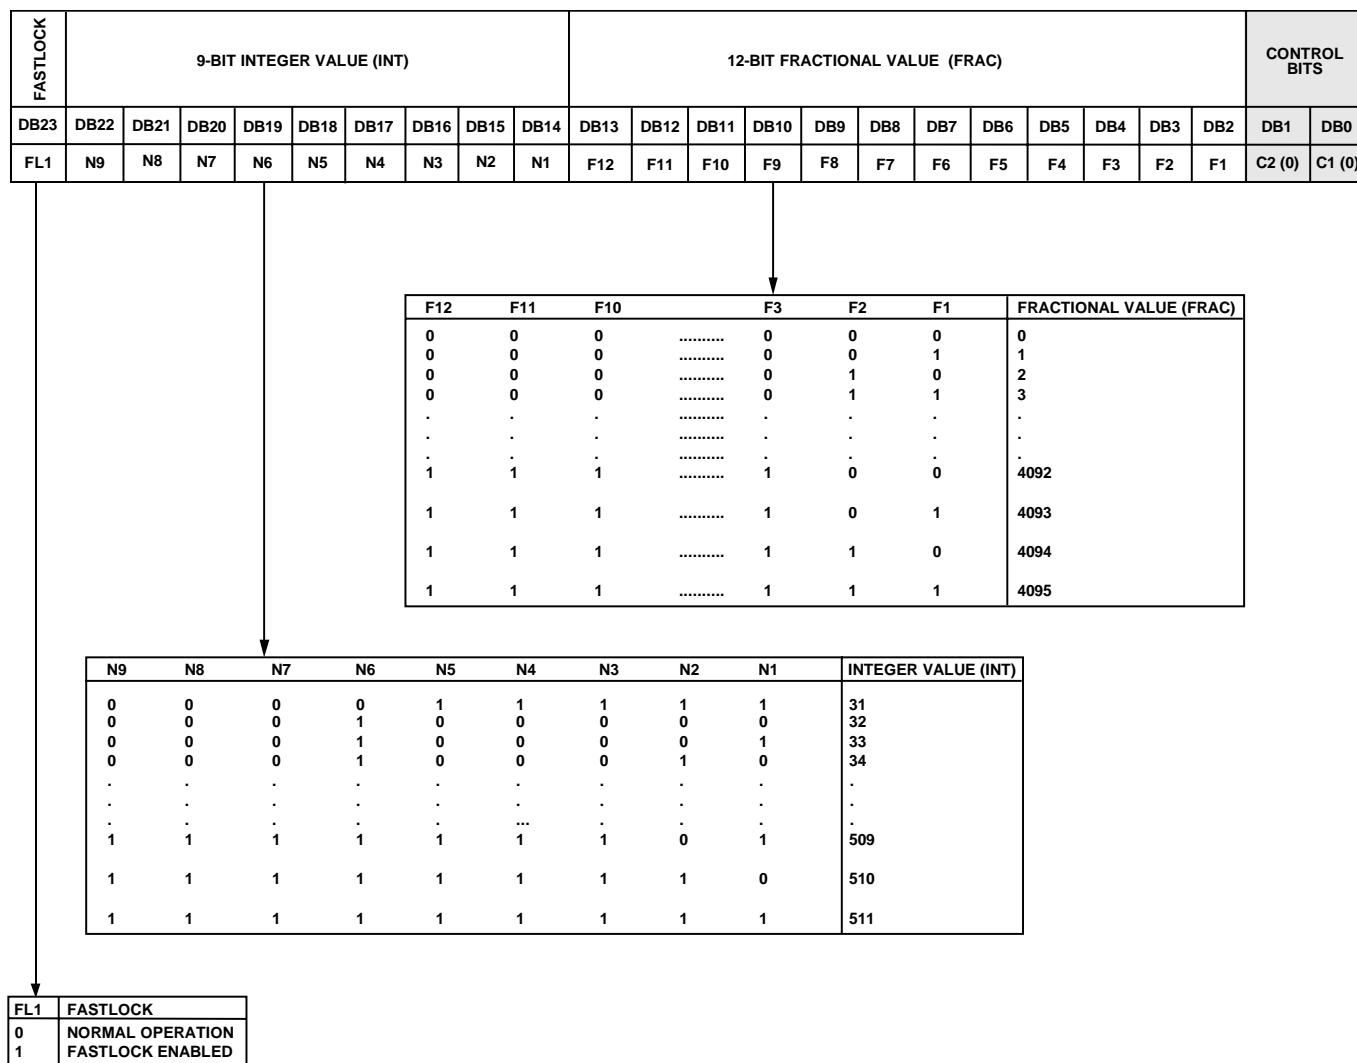 FASTLOCK
9-BIT INTEGER VALUE (INT)
12-BIT FRACTIONAL VALUE (FRAC)
CONTROL
BITS
DB23 DB22 DB21 DB20 DB19 DB18 DB17 DB16 DB15 DB14 DB13 DB12 DB11 DB10 DB9 DB8 DB7 DB6 DB5 DB4 DB3 DB2 DB1 DB0
FL1 N9 N8 N7 N6 N5 N4 N3 N2 N1 F12 F11 F10 F9 F8 F7 F6 F5 F4 F3 F2 F1 C2 (0) C1 (0)
F12 F11 F10 F3 F2 F1 FRACTIONAL VALUE (FRAC)
0 0 0 .......... 0 0 0 0
0 0 0 .......... 0 0 1 1
0 0 0 .......... 0 1 0 2
0 0 0 .......... 0 1 1 3
. . . .......... . . . .
. . . .......... . . . .
. . . .......... . . . .
1 1 1 .......... 1 0 0 4092
1 1 1 .......... 1 0 1 4093
1 1 1 .......... 1 1 0 4094
1 1 1 .......... 1 1 1 4095
N9 N8 N7 N6 N5 N4 N3 N2 N1 INTEGER VALUE (INT)
0 0 0 0 1 1 1 1 1 31
0 0 0 1 0 0 0 0 0 32
0 0 0 1 0 0 0 0 1 33
0 0 0 1 0 0 0 1 0 34
. . . . . . . . . .
. . . . . . . . . .
. . . . . ... . . . .
1 1 1 1 1 1 1 0 1 509
1 1 1 1 1 1 1 1 0 510
1 1 1 1 1 1 1 1 1 511
FL1 FASTLOCK
0 NORMAL OPERATION
1 FASTLOCK ENABLED